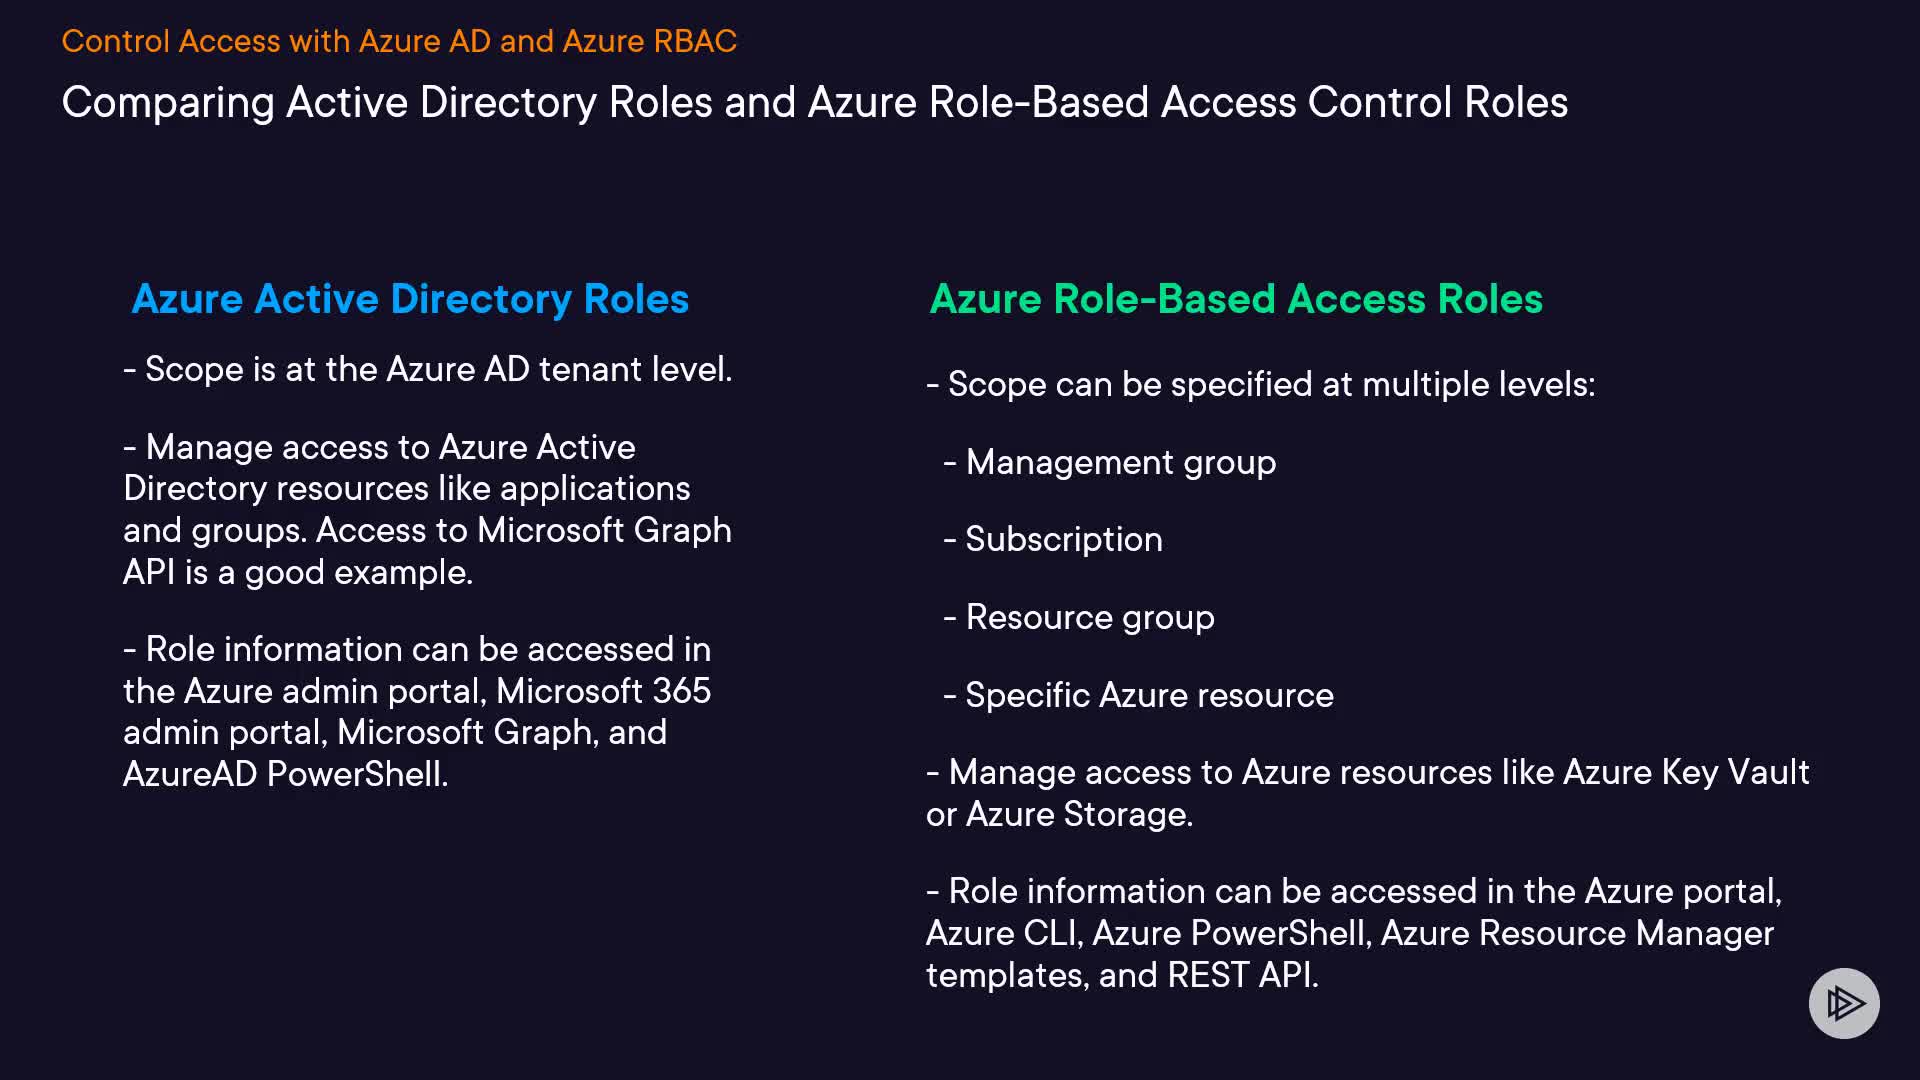 Control Access with Azure AD and Azure RBAC
Comparing Active Directory Roles and Azure Role-Based Access Control Roles
Azure Active Directory Roles
- Scope is at the Azure AD tenant level.
- Manage access to Azure Active
Directory resources like applications
and groups. Access to Microsoft Graph
API is a good example.
- Role information can be accessed in
the Azure admin portal, Microsoft 365
admin portal, Microsoft Graph, and
AzureAD PowerShell.
Azure Role-Based Access Roles
- Scope can be specified at multiple levels:
- Management group
- Subscription
- Resource group
- Specific Azure resource
- Manage access to Azure resources like Azure Key Vault
or Azure Storage.
- Role information can be accessed in the Azure portal,
Azure CLI, Azure PowerShell, Azure Resource Manager
templates, and REST API.